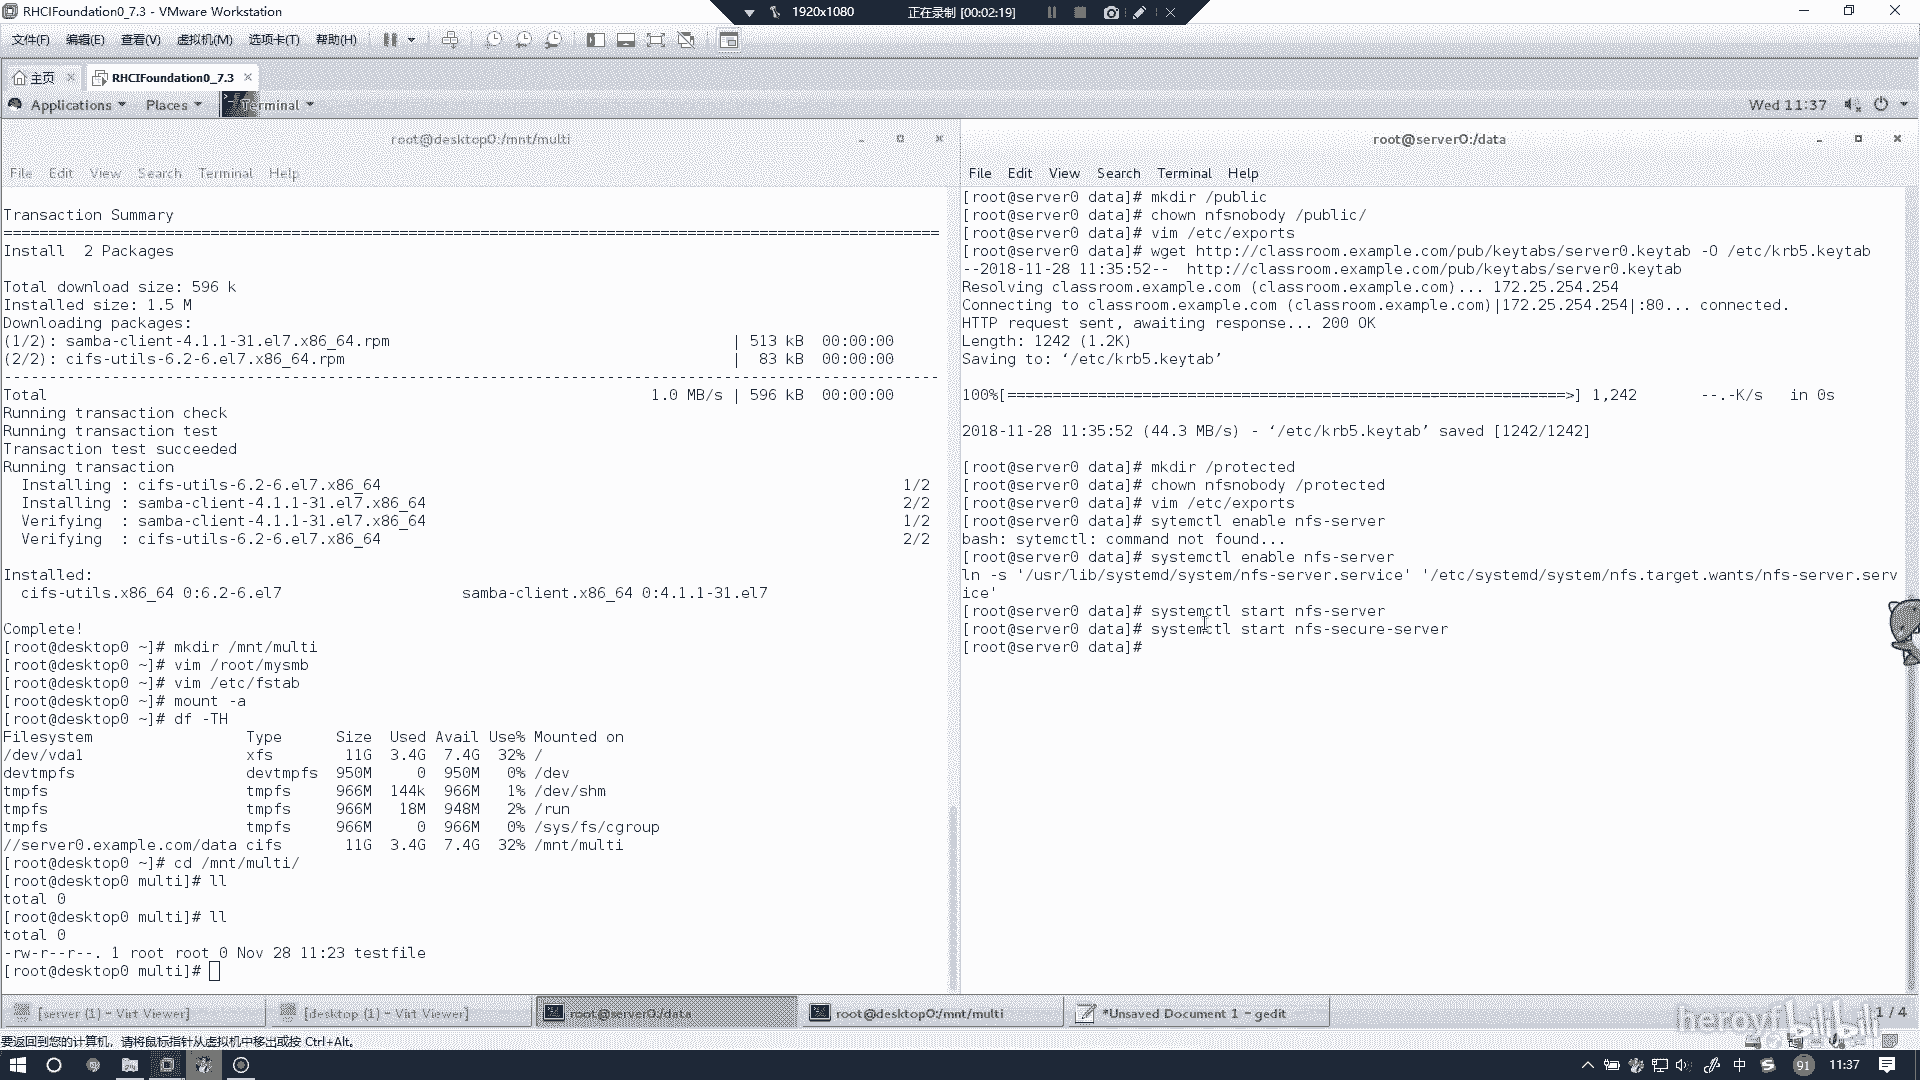 RHCIFoundation0_7.3 - VMware Workstation
1920x1080
正在录制 [00:02:19]
文件(F) 编辑(E) 查看(V) 虚拟机(M) 选项卡(T) 帮助(H)
主页
RHCIFoundation0_7.3
Applications Places Terminal
Wed 11:37
root@desktop0:/mnt/multi
File Edit View Search Terminal Help
Transaction Summary
================================================================================
Install  2 Packages
Total download size: 596 k
Installed size: 1.5 M
Downloading packages:
(1/2): samba-client-4.1.1-31.el7.x86_64.rpm | 513 kB 00:00:00
(2/2): cifs-utils-6.2-6.el7.x86_64.rpm | 83 kB 00:00:00
--------------------------------------------------------------------------------
Total 1.0 MB/s | 596 kB 00:00:00
Running transaction check
Running transaction test
Transaction test succeeded
Running transaction
Installing : cifs-utils-6.2-6.el7.x86_64 1/2
Installing : samba-client-4.1.1-31.el7.x86_64 2/2
Verifying  : samba-client-4.1.1-31.el7.x86_64 1/2
Verifying  : cifs-utils-6.2-6.el7.x86_64 2/2
Installed:
cifs-utils.x86_64 0:6.2-6.el7 samba-client.x86_64 0:4.1.1-31.el7
Complete!
[root@desktop0 ~]# mkdir /mnt/multi
[root@desktop0 ~]# vim /root/mysmb
[root@desktop0 ~]# vim /etc/fstab
[root@desktop0 ~]# mount -a
[root@desktop0 ~]# df -TH
Filesystem Type Size Used Avail Use% Mounted on
/dev/vda1 xfs 11G 3.4G 7.4G 32% /
devtmpfs devtmpfs 950M 0 950M 0% /dev
tmpfs tmpfs 966M 144k 966M 1% /dev/shm
tmpfs tmpfs 966M 18M 948M 2% /run
tmpfs tmpfs 966M 0 966M 0% /sys/fs/cgroup
//server0.example.com/data cifs 11G 3.4G 7.4G 32% /mnt/multi
[root@desktop0 ~]# cd /mnt/multi/
[root@desktop0 multi]# ll
total 0
[root@desktop0 multi]# ll
total 0
-rw-r--r--. 1 root root 0 Nov 28 11:23 testfile
[root@desktop0 multi]#
root@server0:/data
File Edit View Search Terminal Help
[root@server0 data]# mkdir /public
[root@server0 data]# chown nfsnobody /public/
[root@server0 data]# vim /etc/exports
[root@server0 data]# wget http://classroom.example.com/pub/keytabs/server0.keytab -O /etc/krb5.keytab
--2018-11-28 11:35:52--  http://classroom.example.com/pub/keytabs/server0.keytab
Resolving classroom.example.com (classroom.example.com)... 172.25.254.254
Connecting to classroom.example.com (classroom.example.com)|172.25.254.254|:80... connected.
HTTP request sent, awaiting response... 200 OK
Length: 1242 (1.2K)
Saving to: ‘/etc/krb5.keytab’
100%[==============================================================>] 1,242 --.-K/s in 0s
2018-11-28 11:35:52 (44.3 MB/s) - ‘/etc/krb5.keytab’ saved [1242/1242]
[root@server0 data]# mkdir /protected
[root@server0 data]# chown nfsnobody /protected
[root@server0 data]# vim /etc/exports
[root@server0 data]# sytemctl enable nfs-server
bash: sytemctl: command not found...
[root@server0 data]# systemctl enable nfs-server
ln -s '/usr/lib/systemd/system/nfs-server.service' '/etc/systemd/system/nfs.target.wants/nfs-server.serv
ice'
[root@server0 data]# systemctl start nfs-server
[root@server0 data]# systemctl start nfs-secure-server
[root@server0 data]#
[server (1) - Virt Viewer]
[desktop (1) - Virt Viewer]
root@server0:/data
root@desktop0:/mnt/multi
*Unsaved Document 1 - gedit
1 / 4
bilibili
要返回到您的计算机，请将鼠标指针从虚拟机中移出或按 Ctrl+Alt。
中
91
11:37